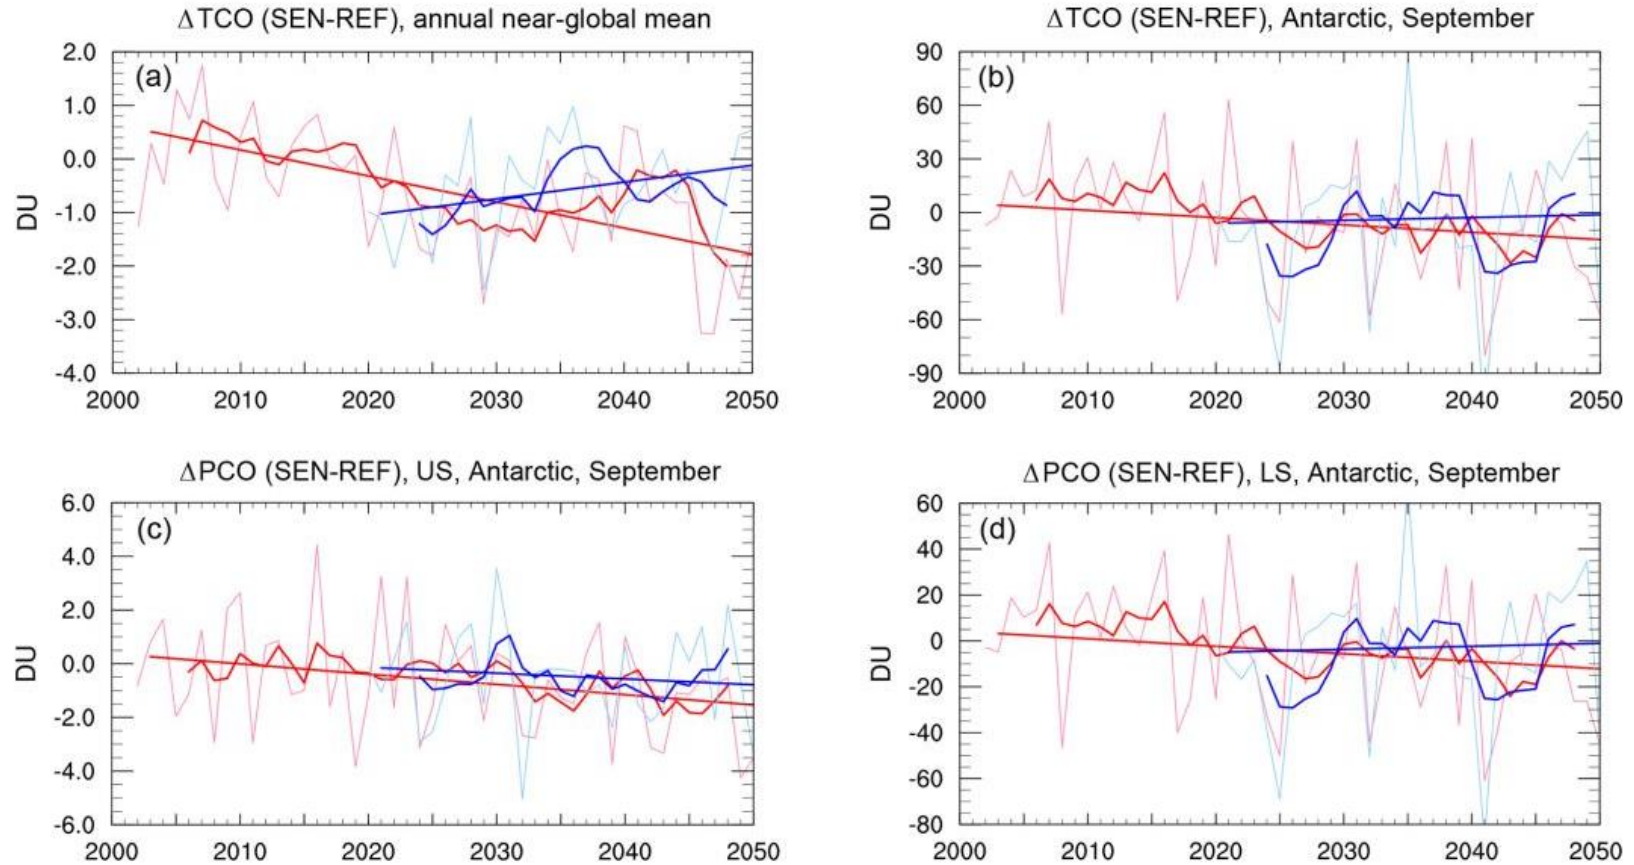 ΔTCO (SEN-REF), annual near-global mean
(a)
DU
2.0
1.0
0.0
-1.0
-2.0
-3.0
-4.0
2000 2010 2020 2030 2040 2050
ΔTCO (SEN-REF), Antarctic, September
(b)
DU
90
60
30
0
-30
-60
-90
2000 2010 2020 2030 2040 2050
ΔPCO (SEN-REF), US, Antarctic, September
(c)
DU
6.0
4.0
2.0
0.0
-2.0
-4.0
-6.0
2000 2010 2020 2030 2040 2050
ΔPCO (SEN-REF), LS, Antarctic, September
(d)
DU
60
40
20
0
-20
-40
-60
-80
2000 2010 2020 2030 2040 2050